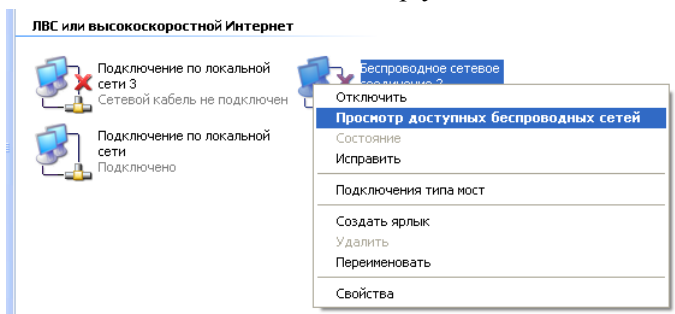 ЛВС или высокоскоростной Интернет
Подключение по локальной
сети 3
Сетевой кабель не подключен
Подключение по локальной
сети
Подключено
Беспроводное сетевое
Отключить
Просмотр доступных беспроводных сетей
Состояние
Исправить
Подключения типа мост
Создать ярлык
Удалить
Переименовать
Свойства